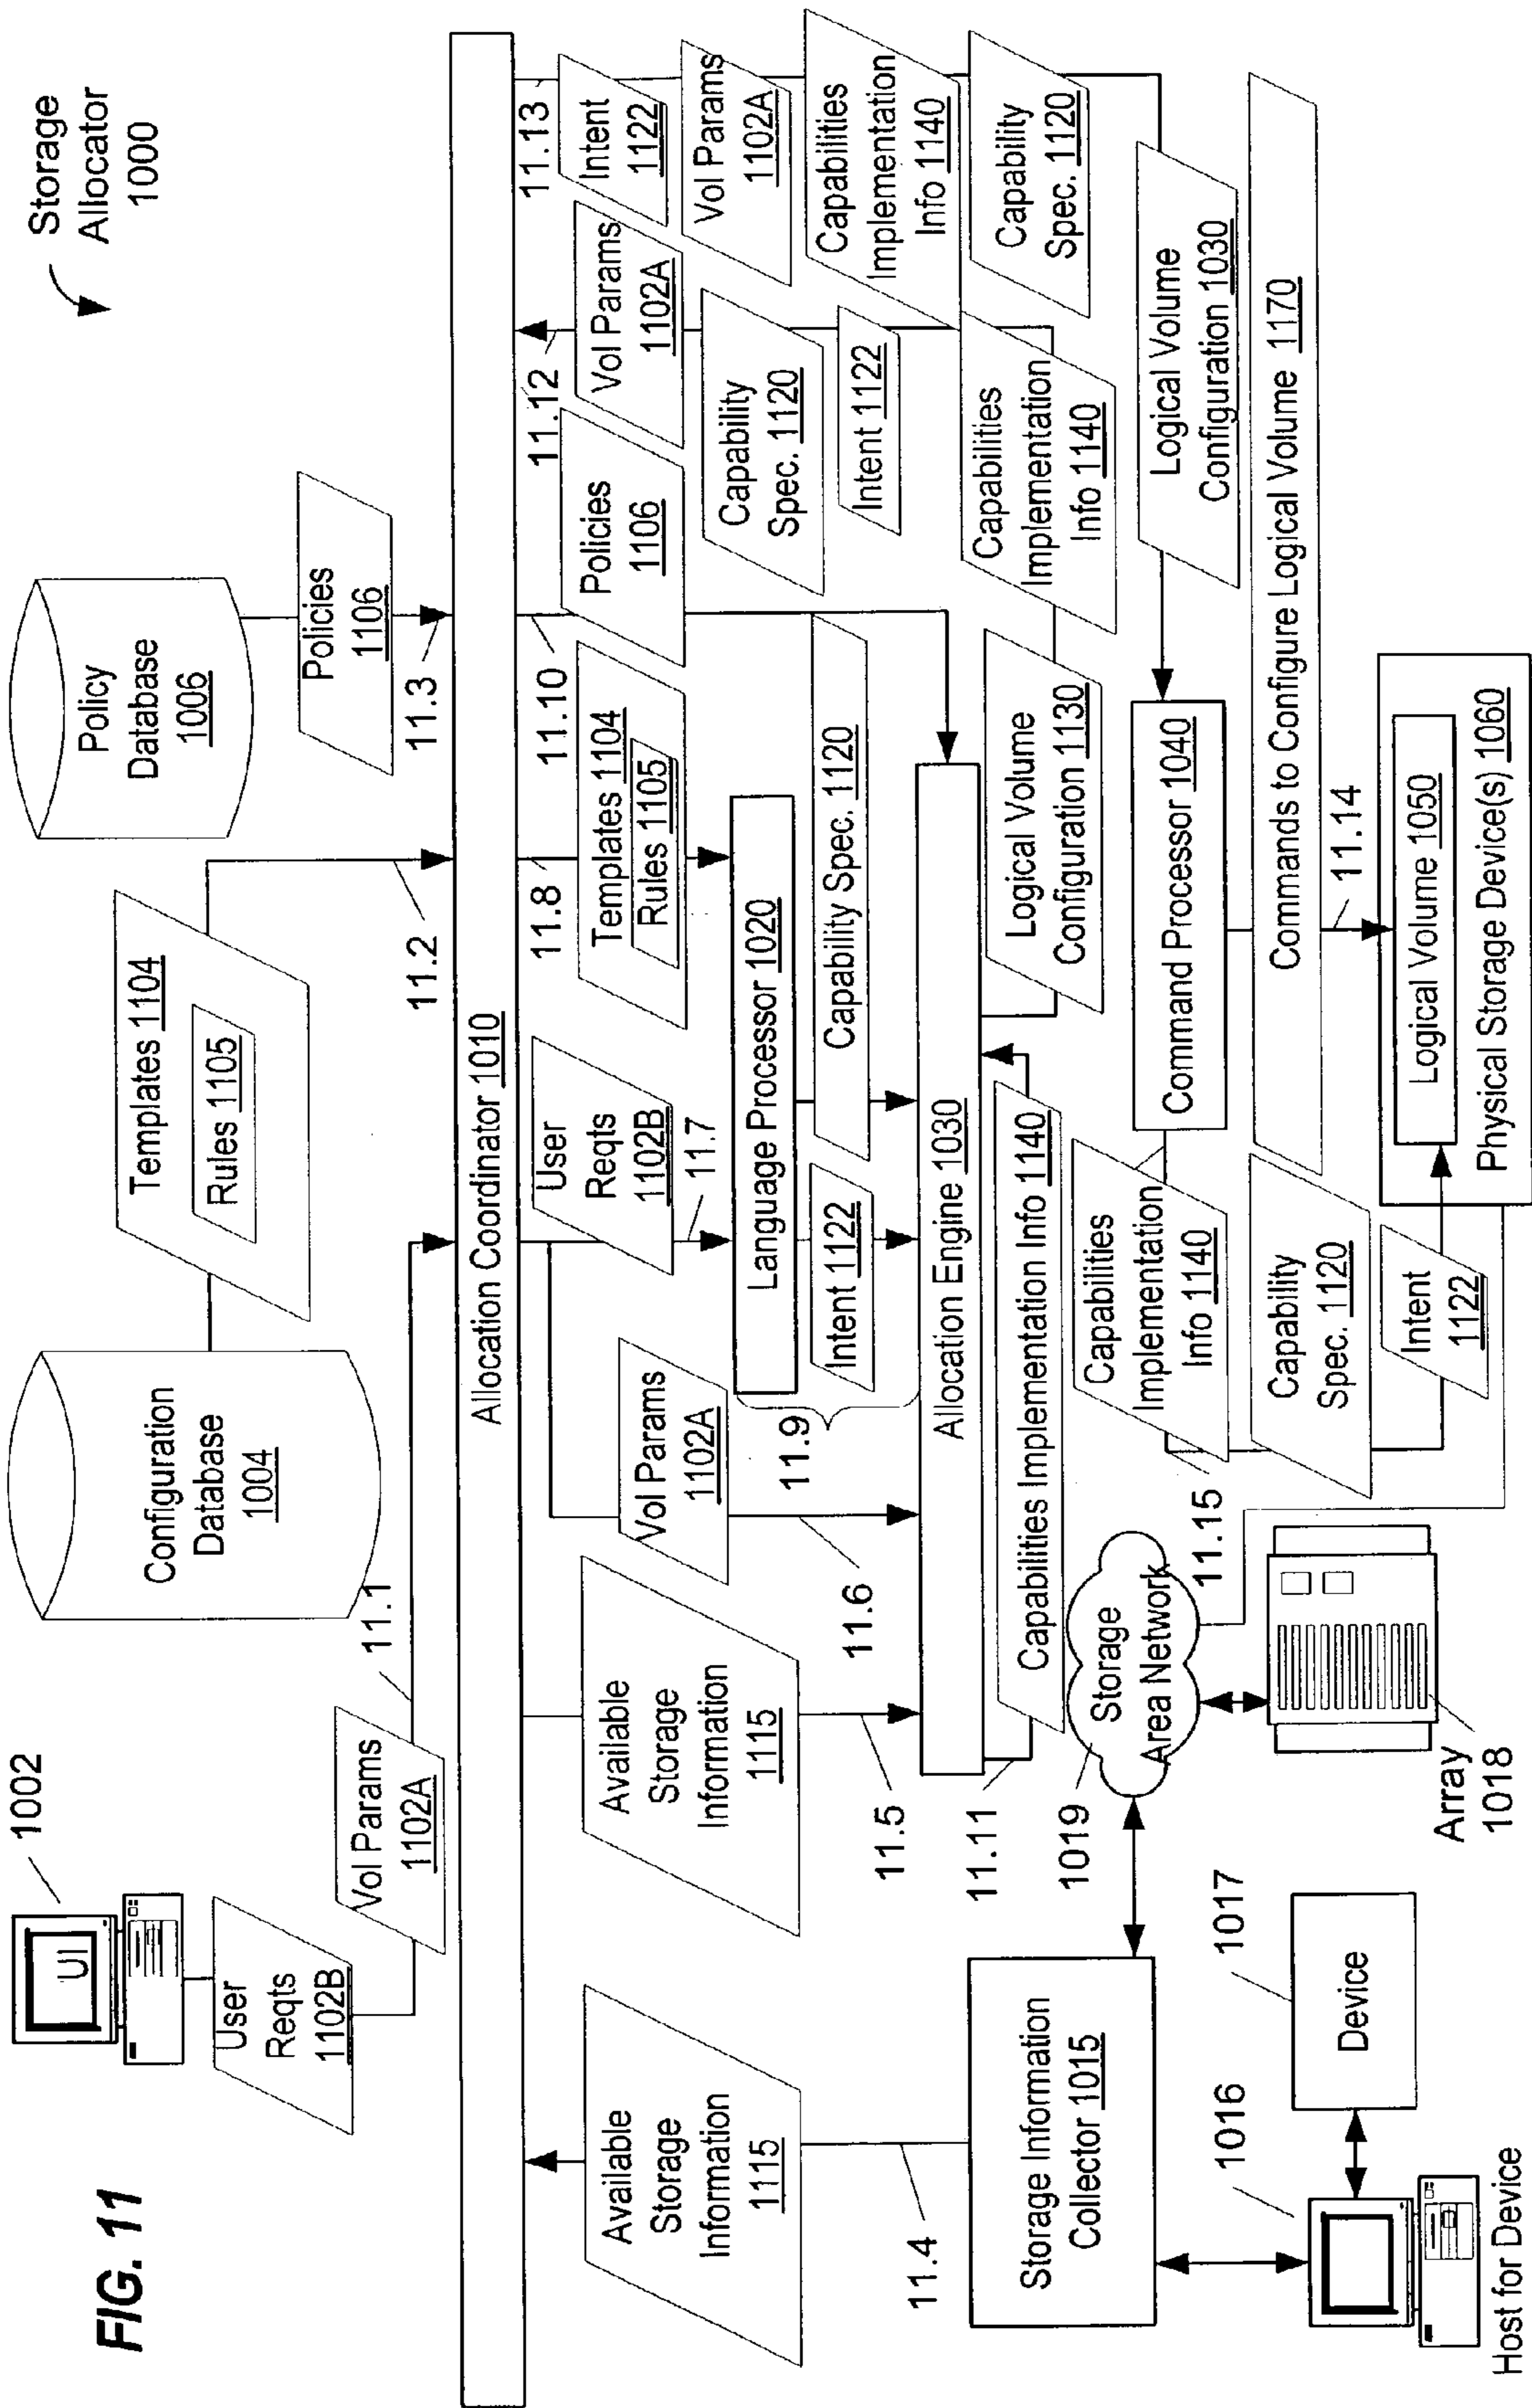 FIG. 11
Storage
Allocator
1000
1002
UI
User
Reqts
1102B
Vol Params
1102A
11.1
Configuration
Database
1004
Templates 1104
Rules 1105
11.2
Policy
Database
1006
Policies
1106
11.3
Allocation Coordinator 1010
Available
Storage
Information
1115
11.4
Available
Storage
Information
1115
11.5
Vol Params
1102A
11.6
User
Reqts
1102B
11.7
11.8
Templates 1104
Rules 1105
11.10
Policies
1106
11.12
Vol Params
1102A
Capability
Spec. 1120
Intent 1122
Capabilities
Implementation
Info 1140
11.13
Intent
1122
Vol Params
1102A
Capabilities
Implementation
Info 1140
Capability
Spec. 1120
Logical Volume
Configuration 1030
Language Processor 1020
11.9
Intent 1122
Capability Spec. 1120
Allocation Engine 1030
11.11
Capabilities Implementation Info 1140
Logical Volume
Configuration 1130
Command Processor 1040
Commands to Configure Logical Volume 1170
11.14
Capabilities
Implementation
Info 1140
Capability
Spec. 1120
Intent
1122
11.15
Logical Volume 1050
Physical Storage Device(s) 1060
Storage Information
Collector 1015
1019
Storage
Area Network
Array
1018
1016
Host for Device
1017
Device